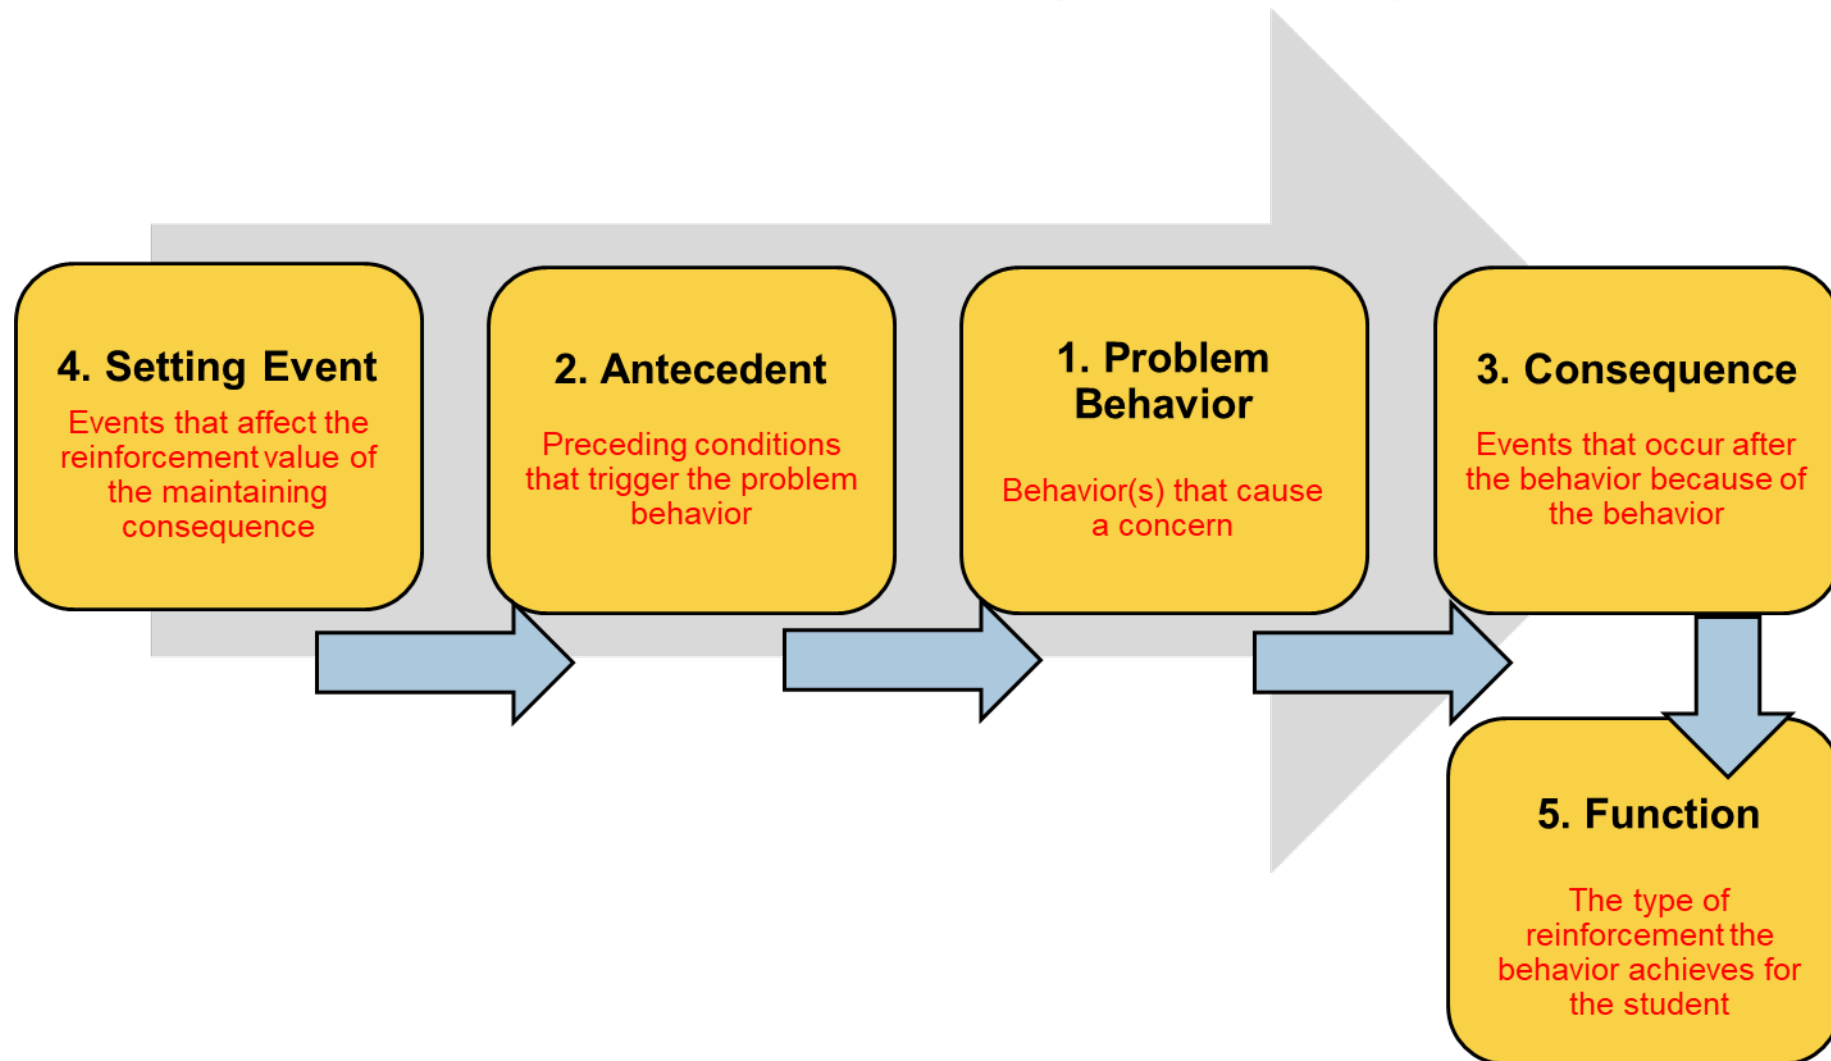 4. Setting Event
Events that affect the
reinforcement value of
the maintaining
consequence
2. Antecedent
Preceding conditions
that trigger the problem
behavior
1. Problem
Behavior
Behavior(s) that cause
a concern
3. Consequence
Events that occur after
the behavior because of
the behavior
5. Function
The type of
reinforcement the
behavior achieves for
the student